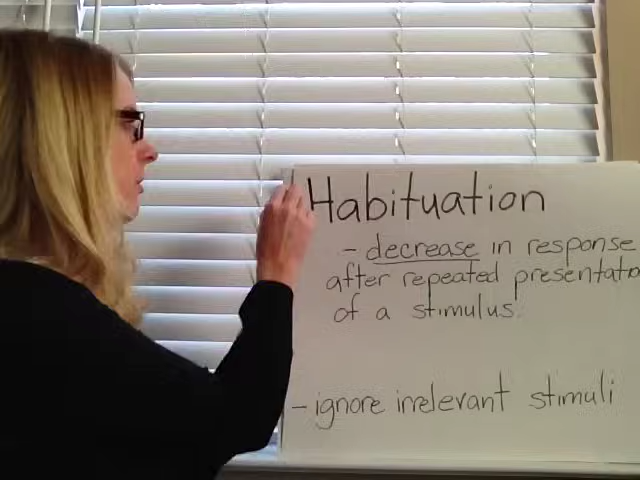 Habituation
- decrease in response
after repeated presentatio
of a stimulus.
- ignore irrelevant stimuli